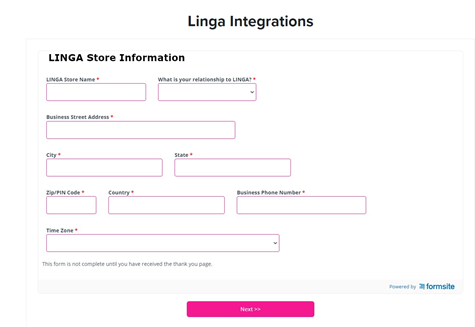 Linga Integrations
LINGA Store Information
LINGA Store Name * What is your relationship to LINGA? *
Business Street Address *
City * State *
Zip/PIN Code * Country * Business Phone Number *
Time Zone *
This form is not complete until you have received the thank you page.
Powered by formsite
Next >>